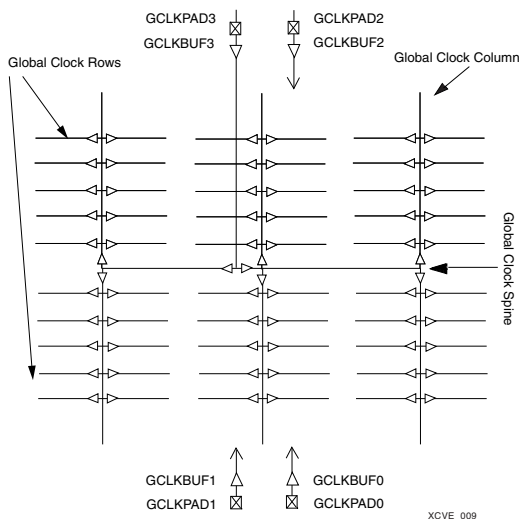 GCLKPAD3
GCLKPAD2
GCLKBUF3
GCLKBUF2
Global Clock Rows
Global Clock Column
Global Clock Spine
GCLKBUF1
GCLKBUF0
GCLKPAD1
GCLKPAD0
XCVE_009